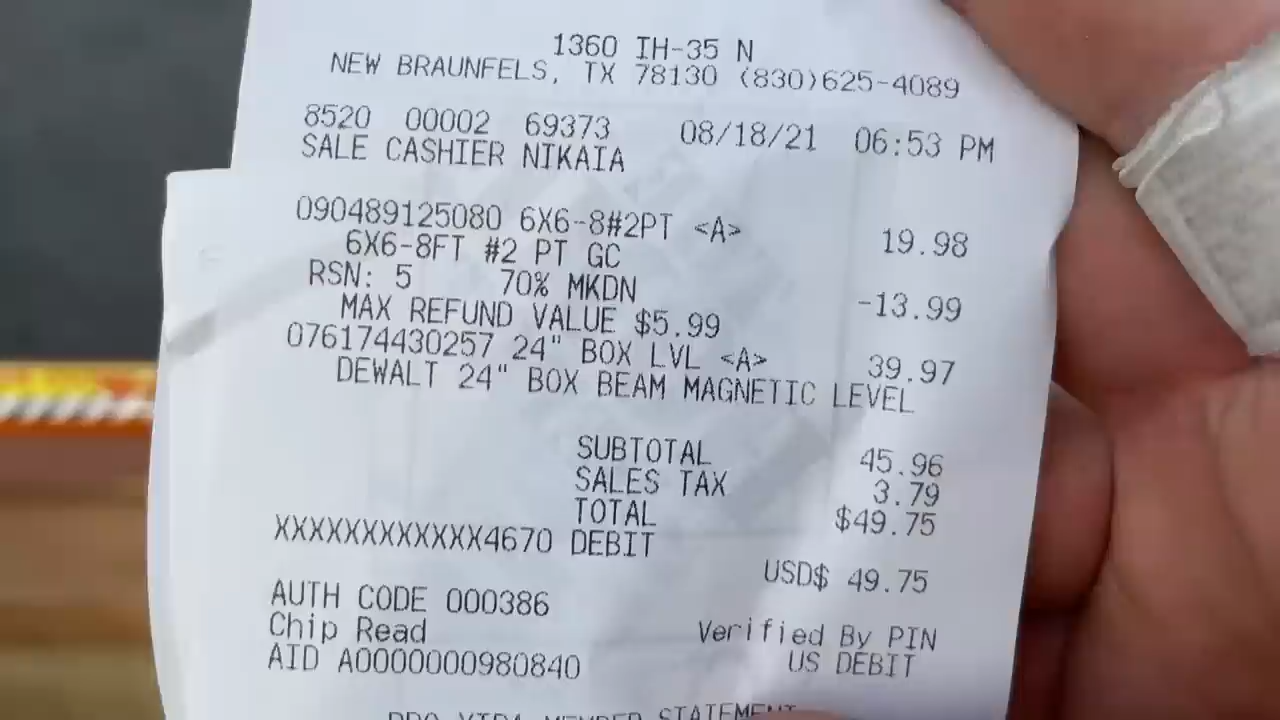 1360 IH-35 N
NEW BRAUNFELS, TX 78130 (830)625-4089
8520 00002 69373 08/18/21 06:53 PM
SALE CASHIER NIKAIA
090489125080 6X6-8#2PT <A> 19.98
6X6-8FT #2 PT GC
RSN: 5 70% MKDN -13.99
MAX REFUND VALUE $5.99
076174430257 24" BOX LVL <A> 39.97
DEWALT 24" BOX BEAM MAGNETIC LEVEL
SUBTOTAL 45.96
SALES TAX 3.79
TOTAL $49.75
XXXXXXXXXXXX4670 DEBIT
USD$ 49.75
AUTH CODE 000386
Chip Read Verified By PIN
AID A0000000980840 US DEBIT
PRO XTRA MEMBER STATEMENT